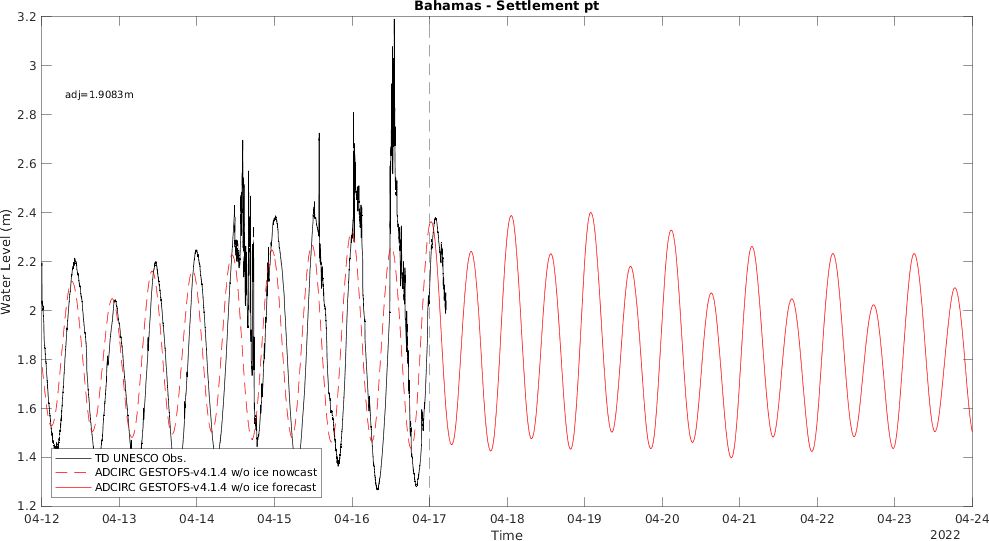 Bahamas - Settlement pt
3.2
3
2.8
2.6
2.4
2.2
2
1.8
1.6
1.4
1.2
Water Level (m)
adj=1.9083m
TD UNESCO Obs.
ADCIRC GESTOFS-v4.1.4 w/o ice nowcast
ADCIRC GESTOFS-v4.1.4 w/o ice forecast
04-12 04-13 04-14 04-15 04-16 04-17 04-18 04-19 04-20 04-21 04-22 04-23 04-24
Time
2022